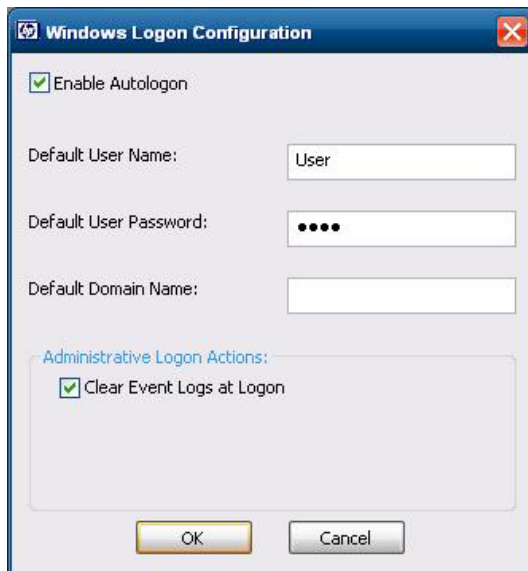 hp Windows Logon Configuration
Enable Autologon
Default User Name: User
Default User Password: ••••
Default Domain Name:
Administrative Logon Actions:
Clear Event Logs at Logon
OK Cancel